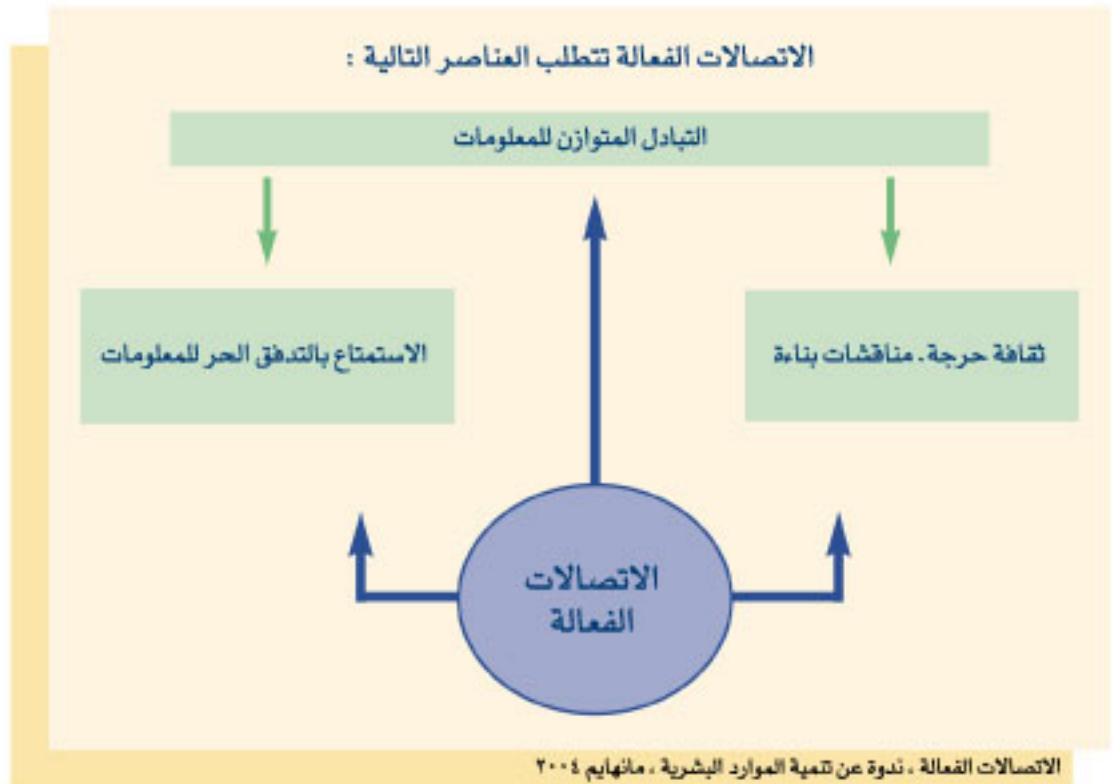 الاتصالات الفعالة تتطلب العناصر التالية :
التبادل المتوازن للمعلومات
ثقافة حرجة . مناقشات بناءة
الاستمتاع بالتدفق الحر للمعلومات
الاتصالات
الفعالة
الاتصالات الفعالة ، ندوة عن تنمية الموارد البشرية ، مانهايم ٢٠٠٤